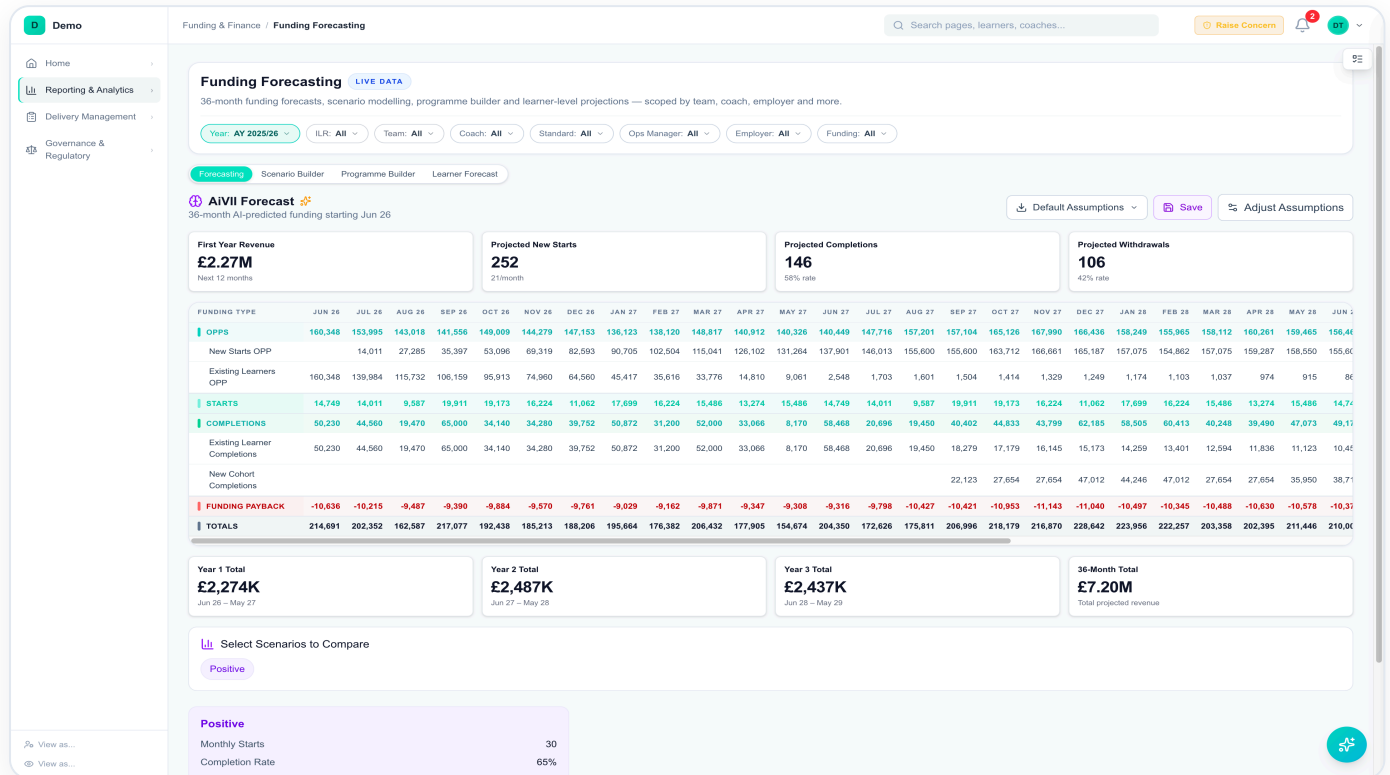 D Demo
Funding & Finance / Funding Forecasting
Search pages, learners, coaches...
Raise Concern
2
DT
Home
Reporting & Analytics
Delivery Management
Governance &
Regulatory
Funding Forecasting LIVE DATA
36-month funding forecasts, scenario modelling, programme builder and learner-level projections — scoped by team, coach, employer and more.
Year: AY 2025/26 ILR: All Team: All Coach: All Standard: All Ops Manager: All Employer: All Funding: All
Forecasting Scenario Builder Programme Builder Learner Forecast
AiVII Forecast
36-month AI-predicted funding starting Jun 26
Default Assumptions Save Adjust Assumptions
First Year Revenue
£2.27M
Next 12 months
Projected New Starts
252
21/month
Projected Completions
146
58% rate
Projected Withdrawals
106
42% rate
FUNDING TYPE JUN 26 JUL 26 AUG 26 SEP 26 OCT 26 NOV 26 DEC 26 JAN 27 FEB 27 MAR 27 APR 27 MAY 27 JUN 27 JUL 27 AUG 27 SEP 27 OCT 27 NOV 27 DEC 27 JAN 28 FEB 28 MAR 28 APR 28 MAY 28 JUN
OPPS 160,348 153,995 143,018 141,556 149,009 144,279 147,153 136,123 138,120 148,817 140,912 140,326 140,449 147,716 157,201 157,104 165,126 167,990 166,436 158,249 155,965 158,112 160,261 159,465 156,4
New Starts OPP 14,011 27,285 35,397 53,096 69,319 82,593 90,705 102,504 115,041 126,102 131,264 137,901 146,013 155,600 155,600 163,712 166,661 165,187 157,075 154,862 157,075 159,287 158,550 155,60
Existing Learners
OPP 160,348 139,984 115,732 106,159 95,913 74,960 64,560 45,417 35,616 33,776 14,810 9,061 2,548 1,703 1,601 1,504 1,414 1,329 1,249 1,174 1,103 1,037 974 915 86
STARTS 14,749 14,011 9,587 19,911 19,173 16,224 11,062 17,699 16,224 15,486 13,274 15,486 14,749 14,011 9,587 19,911 19,173 16,224 11,062 17,699 16,224 15,486 13,274 15,486 14,74
COMPLETIONS 50,230 44,560 19,470 65,000 34,140 34,280 39,752 50,872 31,200 52,000 33,066 8,170 58,468 20,696 19,450 40,402 44,833 43,799 62,185 58,505 60,413 40,248 39,490 47,073 49,17
Existing Learner
Completions 50,230 44,560 19,470 65,000 34,140 34,280 39,752 50,872 31,200 52,000 33,066 8,170 58,468 20,696 19,450 18,279 17,179 16,145 15,173 14,259 13,401 12,594 11,836 11,123 10,45
New Cohort
Completions 22,123 27,654 27,654 47,012 44,246 47,012 27,654 27,654 35,950 38,71
FUNDING PAYBACK -10,636 -10,215 -9,487 -9,390 -9,884 -9,570 -9,761 -9,029 -9,162 -9,871 -9,347 -9,308 -9,316 -9,798 -10,427 -10,421 -10,953 -11,143 -11,040 -10,497 -10,345 -10,488 -10,630 -10,578 -10,37
TOTALS 214,691 202,352 162,587 217,077 192,438 185,213 188,206 195,664 176,382 206,432 177,905 154,674 204,350 172,626 175,811 206,996 218,179 216,870 228,642 223,956 222,257 203,358 202,395 211,446 210,00
Year 1 Total
£2,274K
Jun 26 – May 27
Year 2 Total
£2,487K
Jun 27 – May 28
Year 3 Total
£2,437K
Jun 28 – May 29
36-Month Total
£7.20M
Total projected revenue
Select Scenarios to Compare
Positive
Positive
Monthly Starts 30
Completion Rate 65%
View as...
View as...